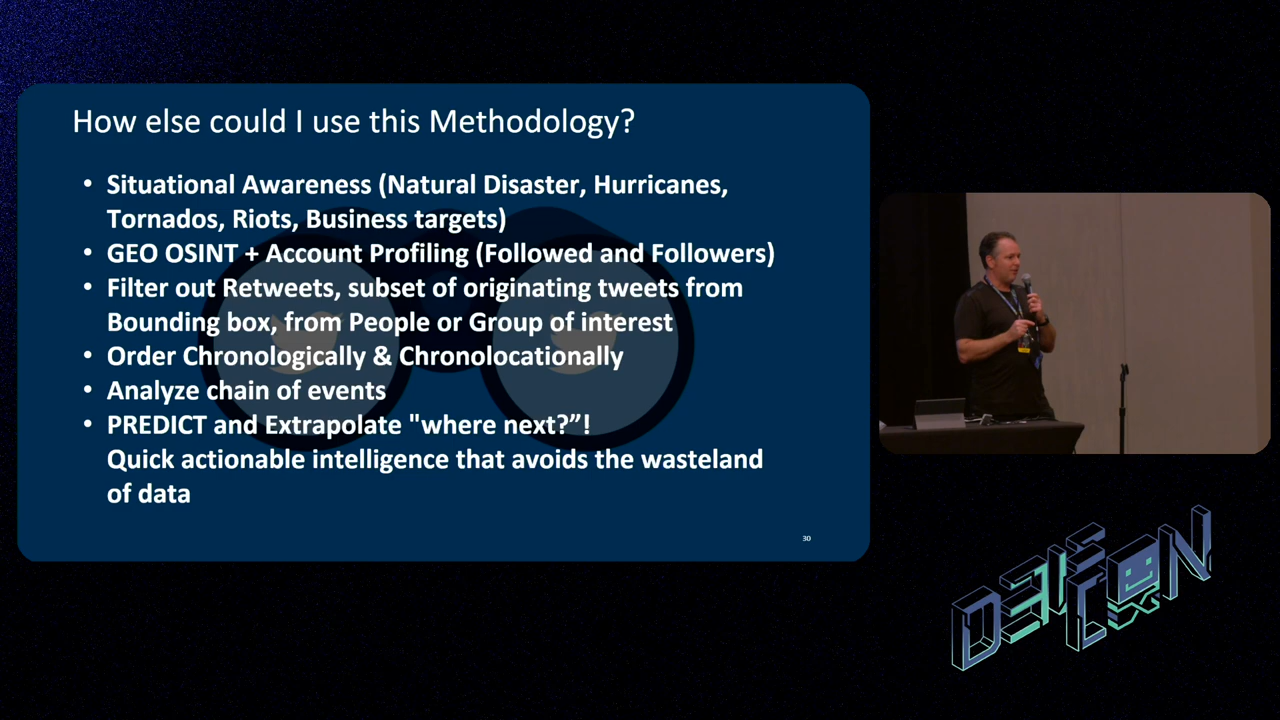 How else could I use this Methodology?
• Situational Awareness (Natural Disaster, Hurricanes,
Tornados, Riots, Business targets)
• GEO OSINT + Account Profiling (Followed and Followers)
• Filter out Retweets, subset of originating tweets from
Bounding box, from People or Group of interest
• Order Chronologically & Chronolocationally
• Analyze chain of events
• PREDICT and Extrapolate "where next?”!
Quick actionable intelligence that avoids the wasteland
of data
30
DEF CON